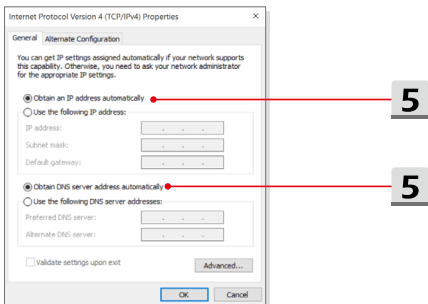 Internet Protocol Version 4 (TCP/IPv4) Properties
General Alternate Configuration
You can get IP settings assigned automatically if your network supports
this capability. Otherwise, you need to ask your network administrator
for the appropriate IP settings.
Obtain an IP address automatically
5
Use the following IP address:
IP address:
Subnet mask:
Default gateway:
Obtain DNS server address automatically
5
Use the following DNS server addresses:
Preferred DNS server:
Alternate DNS server:
Validate settings upon exit
Advanced...
OK Cancel